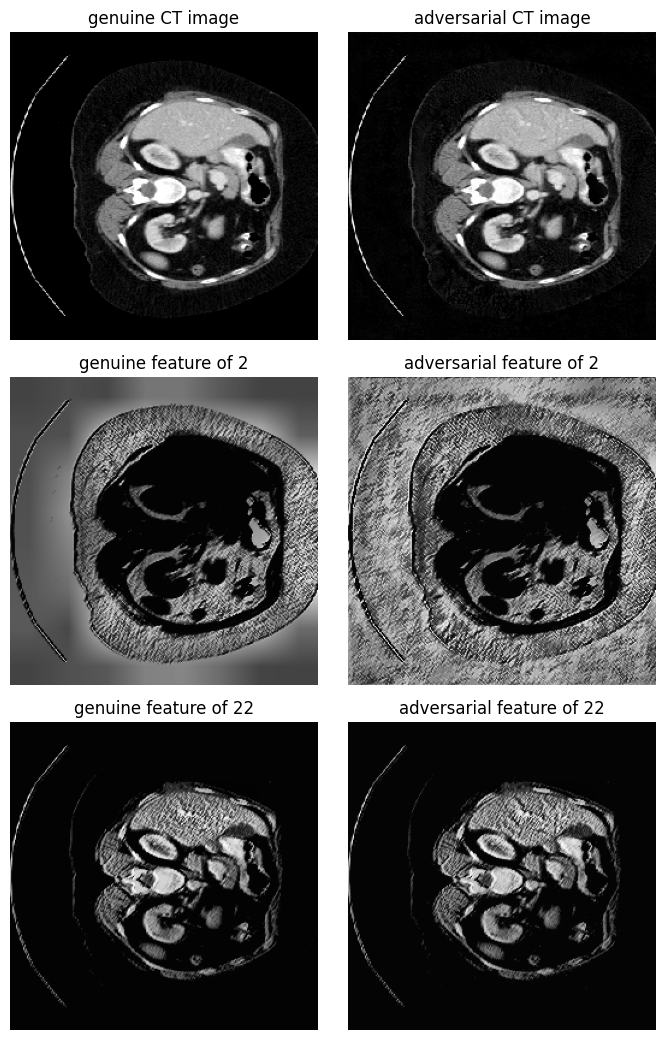 genuine CT image
adversarial CT image
genuine feature of 2
adversarial feature of 2
genuine feature of 22
adversarial feature of 22